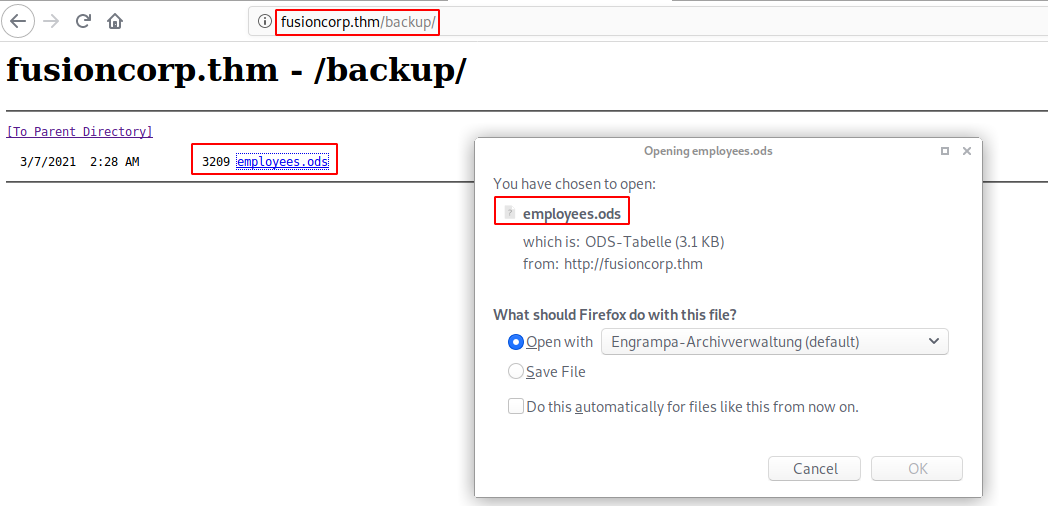 fusioncorp.thm/backup/
fusioncorp.thm - /backup/
[To Parent Directory]
3/7/2021 2:28 AM 3209 employees.ods
Opening employees.ods
You have chosen to open:
employees.ods
which is: ODS-Tabelle (3.1 KB)
from: http://fusioncorp.thm
What should Firefox do with this file?
Open with Engrampa-Archivverwaltung (default)
Save File
Do this automatically for files like this from now on.
Cancel OK